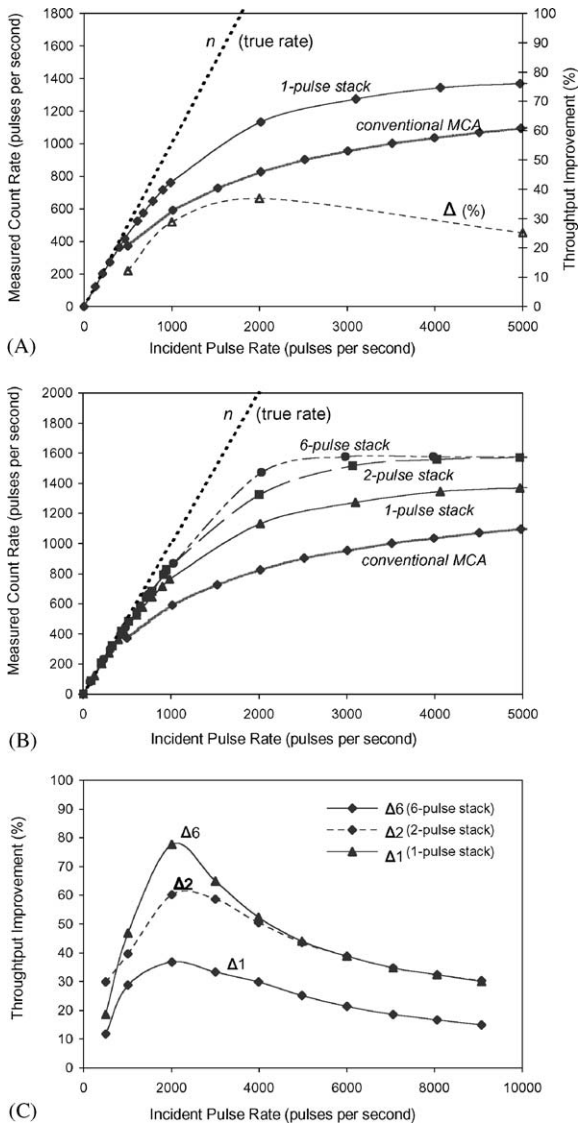 1800
1600
1400
1200
1000
800
600
400
200
0
Measured Count Rate (pulses per second)
n (true rate)
1-pulse stack
conventional MCA
Δ (%)
100
90
80
70
60
50
40
30
20
10
0
Thoughtput Improvement (%)
0 1000 2000 3000 4000 5000
Incident Pulse Rate (pulses per second)
(A)
2000
1800
1600
1400
1200
1000
800
600
400
200
0
Measured Count Rate (pulses per second)
n (true rate)
6-pulse stack
2-pulse stack
1-pulse stack
conventional MCA
0 1000 2000 3000 4000 5000
Incident Pulse Rate (pulses per second)
(B)
100
90
80
70
60
50
40
30
20
10
0
Throughtput Improvement (%)
Δ6
Δ2
Δ1
Δ6 (6-pulse stack)
Δ2 (2-pulse stack)
Δ1 (1-pulse stack)
0 2000 4000 6000 8000 10000
Incident Pulse Rate (pulses per second)
(C)